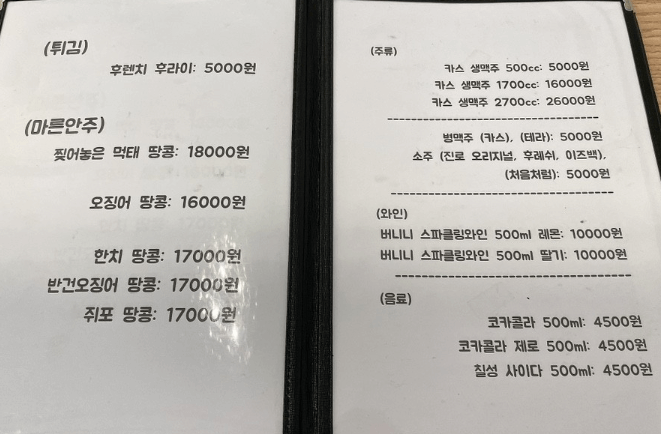 (튀김)
후렌치 후라이: 5000원
(마른안주)
찢어놓은 먹태 땅콩: 18000원
오징어 땅콩: 16000원
한치 땅콩: 17000원
반건오징어 땅콩: 17000원
쥐포 땅콩: 17000원
(주류)
카스 생맥주 500cc: 5000원
카스 생맥주 1700cc: 16000원
카스 생맥주 2700cc: 26000원
병맥주 (카스), (테라): 5000원
소주 (진로 오리지널, 후레쉬, 이즈백),
(처음처럼): 5000원
(와인)
버니니 스파클링와인 500ml 레몬: 10000원
버니니 스파클링와인 500ml 딸기: 10000원
(음료)
코카콜라 500ml: 4500원
코카콜라 제로 500ml: 4500원
칠성 사이다 500ml: 4500원